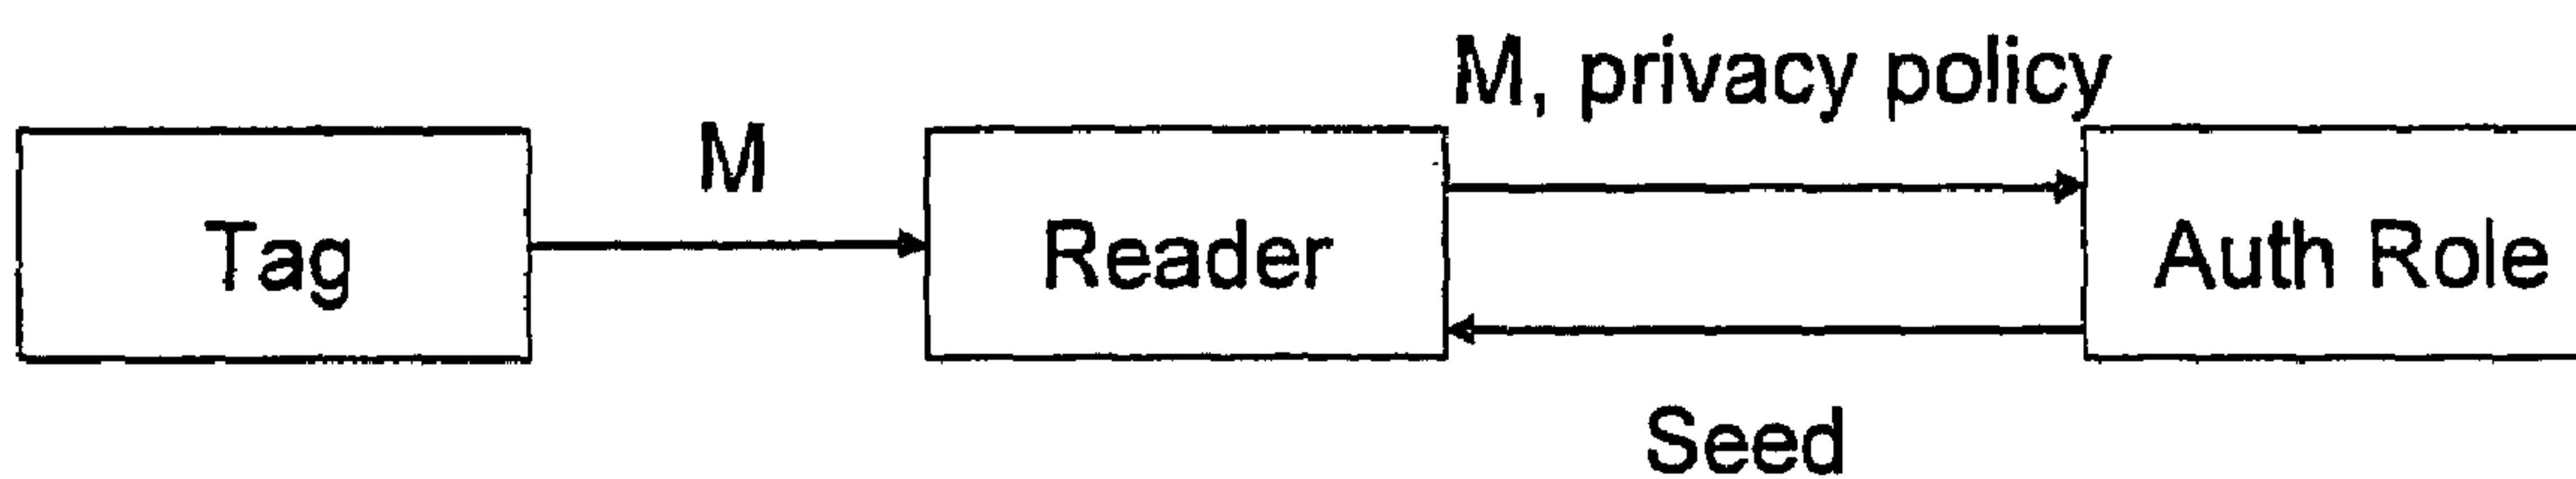 M, privacy policy
M
Tag
Reader
Auth Role
Seed